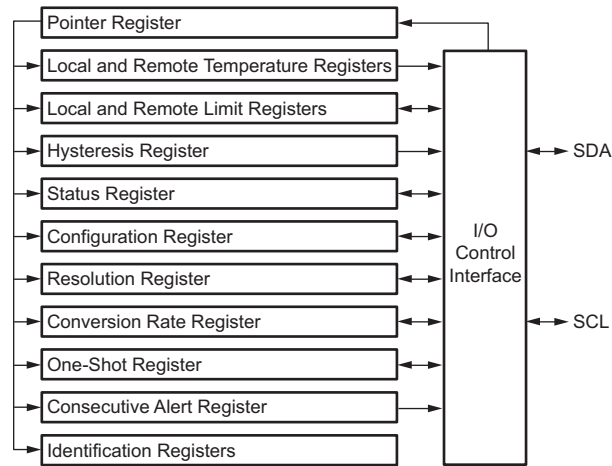 Pointer Register
Local and Remote Temperature Registers
Local and Remote Limit Registers
Hysteresis Register
Status Register
Configuration Register
Resolution Register
Conversion Rate Register
One-Shot Register
Consecutive Alert Register
Identification Registers
I/O
Control
Interface
SDA
SCL